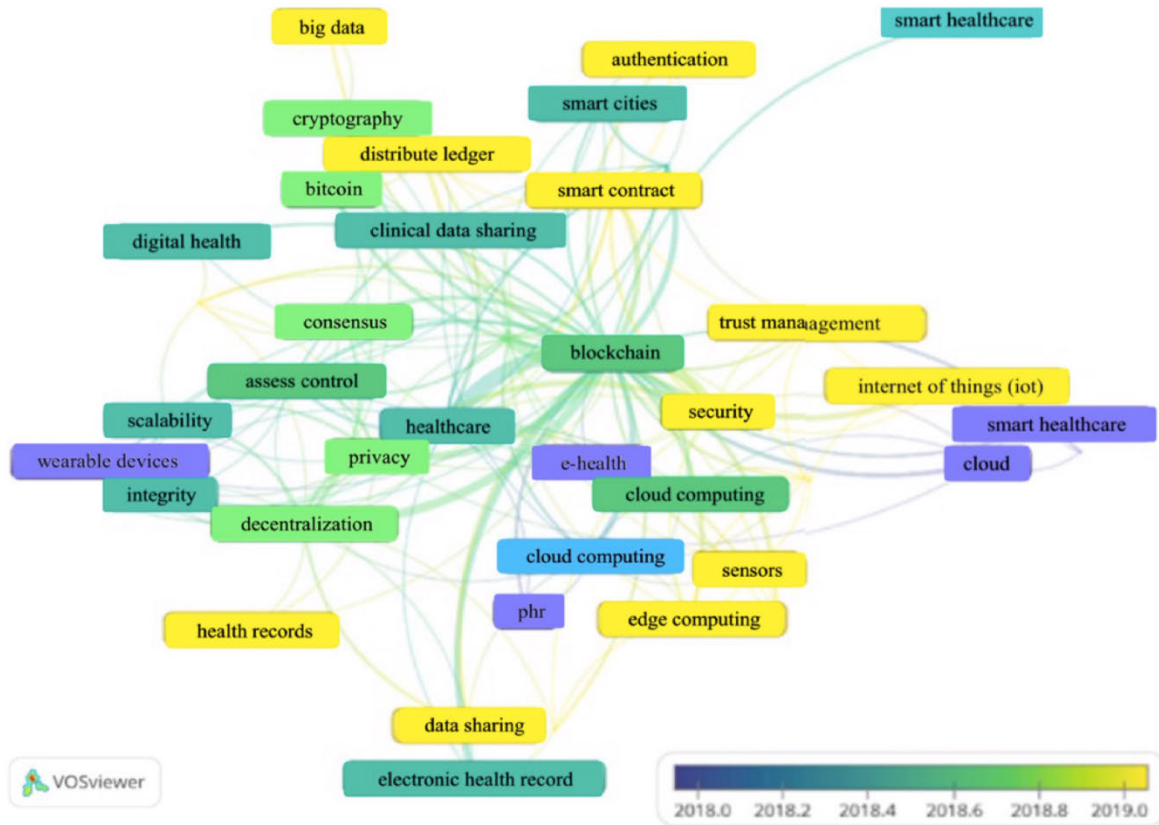 smart healthcare
big data
authentication
smart cities
cryptography
distribute ledger
bitcoin
smart contract
clinical data sharing
digital health
consensus
trust management
blockchain
assess control
internet of things (iot)
security
scalability
healthcare
smart healthcare
wearable devices
privacy
e-health
cloud
integrity
cloud computing
decentralization
cloud computing
sensors
phr
edge computing
health records
data sharing
electronic health record
VOSviewer
2018.0 2018.2 2018.4 2018.6 2018.8 2019.0